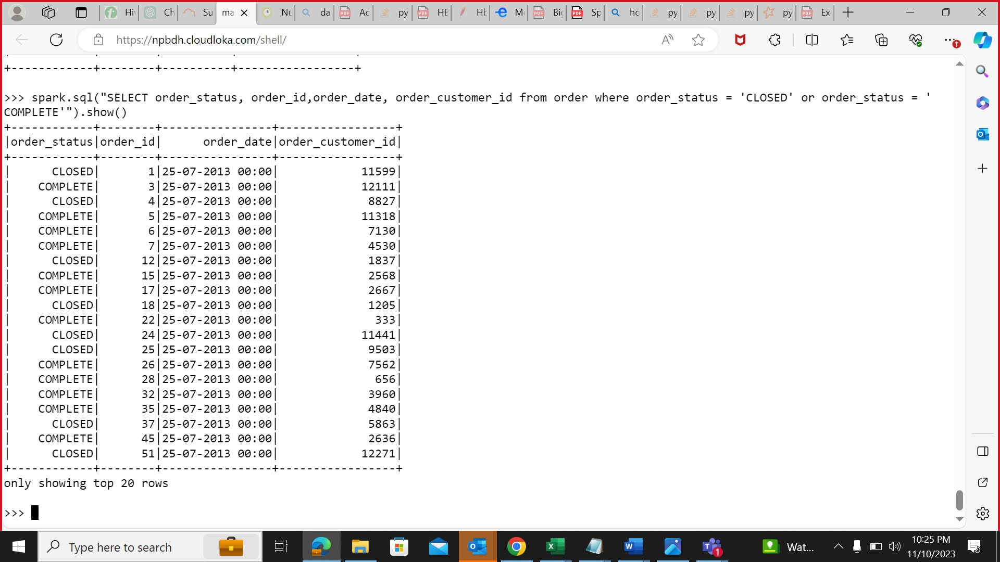 Hi
Ch
Su
ma
Nu
da
Ac
py
HE
Hb
M
Bi
Sp
ho
py
py
py
py
Ex
https://npbdh.cloudloka.com/shell/
+------------+--------+----------+-----------------+
>>> spark.sql("SELECT order_status, order_id,order_date, order_customer_id from order where order_status = 'CLOSED' or order_status = '
COMPLETE'").show()
+------------+--------+----------------+-----------------+
|order_status|order_id|      order_date|order_customer_id|
+------------+--------+----------------+-----------------+
|      CLOSED|       1|25-07-2013 00:00|            11599|
|    COMPLETE|       3|25-07-2013 00:00|            12111|
|      CLOSED|       4|25-07-2013 00:00|             8827|
|    COMPLETE|       5|25-07-2013 00:00|            11318|
|    COMPLETE|       6|25-07-2013 00:00|             7130|
|    COMPLETE|       7|25-07-2013 00:00|             4530|
|      CLOSED|      12|25-07-2013 00:00|             1837|
|    COMPLETE|      15|25-07-2013 00:00|             2568|
|    COMPLETE|      17|25-07-2013 00:00|             2667|
|      CLOSED|      18|25-07-2013 00:00|             1205|
|    COMPLETE|      22|25-07-2013 00:00|              333|
|      CLOSED|      24|25-07-2013 00:00|            11441|
|      CLOSED|      25|25-07-2013 00:00|             9503|
|    COMPLETE|      26|25-07-2013 00:00|             7562|
|    COMPLETE|      28|25-07-2013 00:00|              656|
|    COMPLETE|      32|25-07-2013 00:00|             3960|
|    COMPLETE|      35|25-07-2013 00:00|             4840|
|      CLOSED|      37|25-07-2013 00:00|             5863|
|    COMPLETE|      45|25-07-2013 00:00|             2636|
|      CLOSED|      51|25-07-2013 00:00|            12271|
+------------+--------+----------------+-----------------+
only showing top 20 rows
>>>
Type here to search
Wat...
10:25 PM
11/10/2023